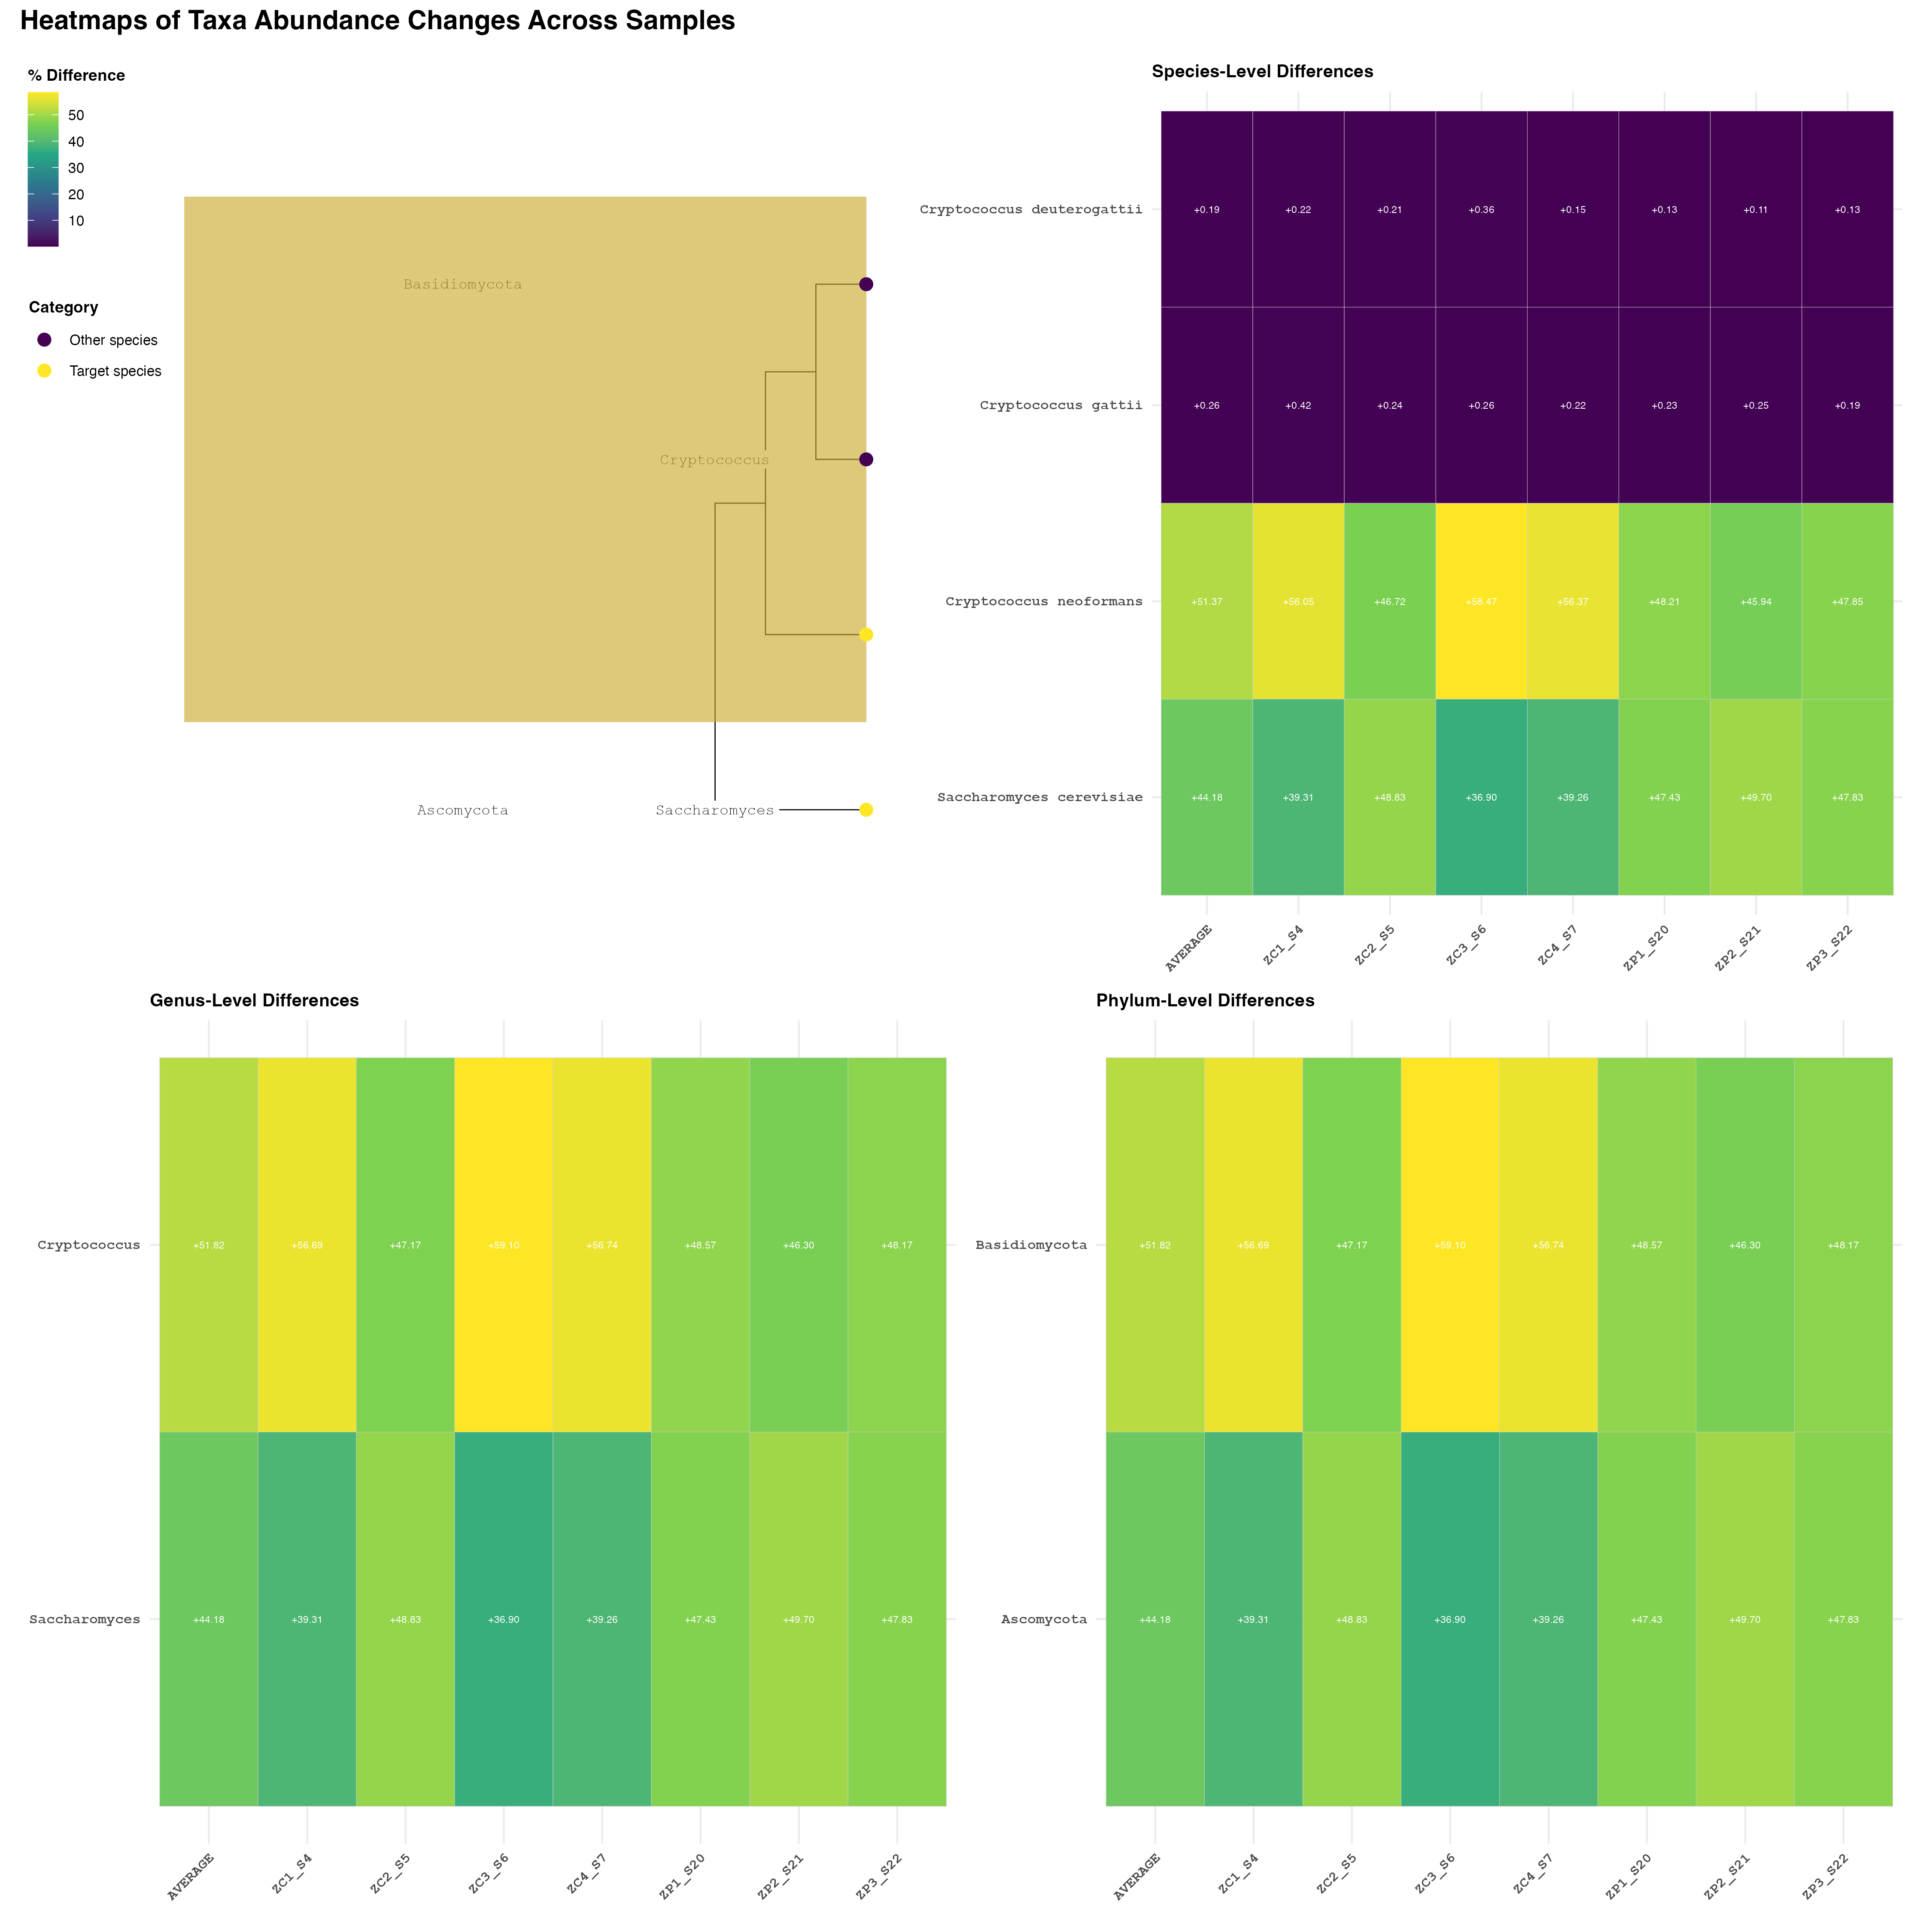 Heatmaps of Taxa Abundance Changes Across Samples
% Difference
50
40
30
20
10
Category
Other species
Target species
Basidiomycota
Cryptococcus
Ascomycota
Saccharomyces
Species-Level Differences
Cryptococcus deuterogattii +0.19 +0.22 +0.21 +0.36 +0.15 +0.13 +0.11 +0.13
Cryptococcus gattii +0.26 +0.42 +0.24 +0.26 +0.22 +0.23 +0.25 +0.19
Cryptococcus neoformans +51.37 +56.05 +46.72 +58.47 +56.37 +48.21 +45.94 +47.85
Saccharomyces cerevisiae +44.18 +39.31 +48.83 +36.90 +39.26 +47.43 +49.70 +47.83
AVERAGE ZC1_S4 ZC2_S5 ZC3_S6 ZC4_S7 ZP1_S20 ZP2_S21 ZP3_S22
Genus-Level Differences
Cryptococcus +51.82 +56.69 +47.17 +59.10 +56.74 +48.57 +46.30 +48.17
Saccharomyces +44.18 +39.31 +48.83 +36.90 +39.26 +47.43 +49.70 +47.83
AVERAGE ZC1_S4 ZC2_S5 ZC3_S6 ZC4_S7 ZP1_S20 ZP2_S21 ZP3_S22
Phylum-Level Differences
Basidiomycota +51.82 +56.69 +47.17 +59.10 +56.74 +48.57 +46.30 +48.17
Ascomycota +44.18 +39.31 +48.83 +36.90 +39.26 +47.43 +49.70 +47.83
AVERAGE ZC1_S4 ZC2_S5 ZC3_S6 ZC4_S7 ZP1_S20 ZP2_S21 ZP3_S22